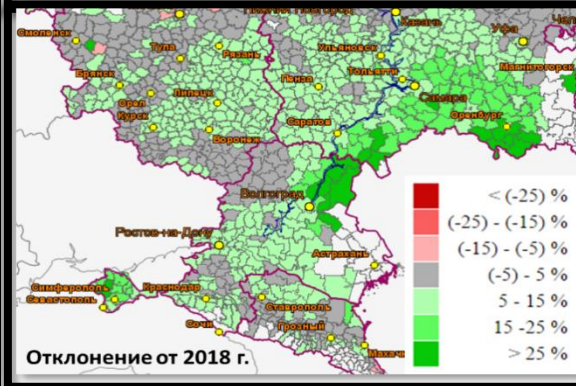 Казань
Смоленск
Уфа
Тула
Рязань
Ульяновск
Магнитогорск
Брянск
Пенза
Тольятти
Самара
Орел
Липецк
Оренбург
Курск
Саратов
Воронеж
Волгоград
Ростов-на-Дону
Астрахань
Симферополь
Краснодар
Севастополь
Ставрополь
Сочи
Грозный
< (-25) %
(-25) - (-15) %
(-15) - (-5) %
(-5) - 5 %
5 - 15 %
15 -25 %
> 25 %
Отклонение от 2018 г.